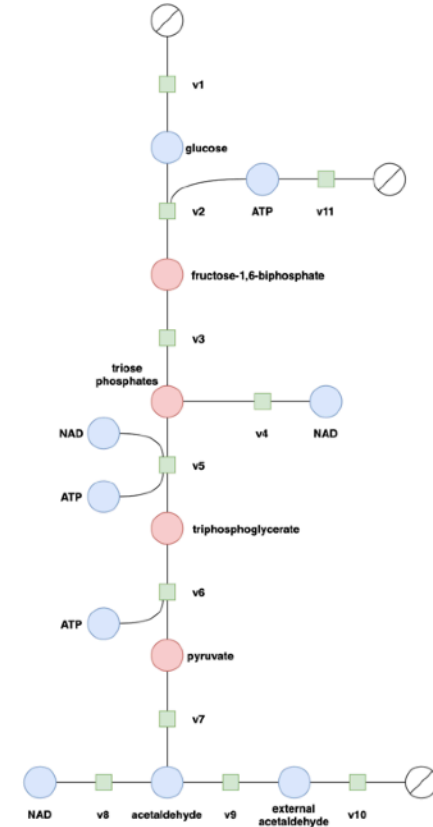 v1
glucose
v2
ATP
v11
fructose-1,6-biphosphate
v3
triose
phosphates
v4
NAD
NAD
v5
ATP
triphosphoglycerate
v6
ATP
pyruvate
v7
NAD
v8
acetaldehyde
v9
external
acetaldehyde
v10